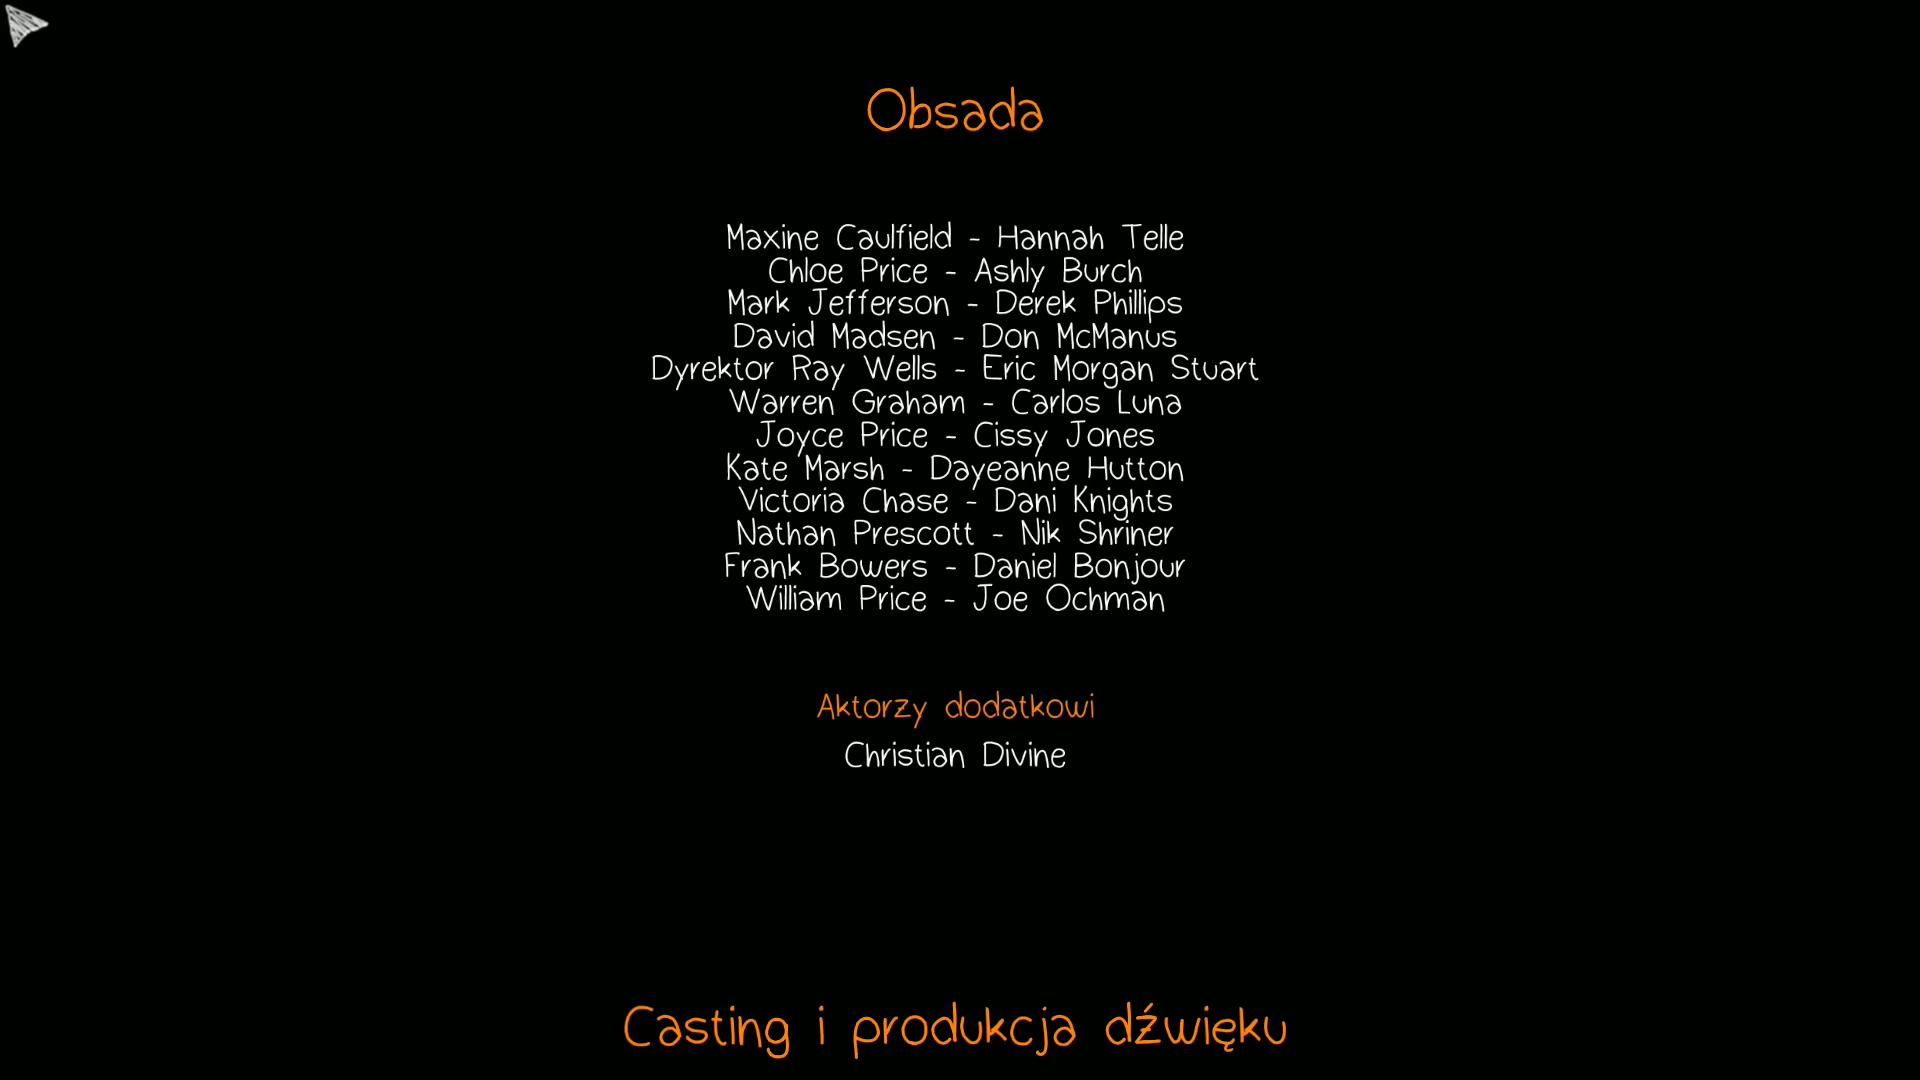 Obsada
Maxine Caulfield - Hannah Telle
Chloe Price - Ashly Burch
Mark Jefferson - Derek Phillips
David Madsen - Don McManus
Dyrektor Ray Wells - Eric Morgan Stuart
Warren Graham - Carlos Luna
Joyce Price - Cissy Jones
Kate Marsh - Dayeanne Hutton
Victoria Chase - Dani Knights
Nathan Prescott - Nik Shriner
Frank Bowers - Daniel Bonjour
William Price - Joe Ochman
Aktorzy dodatkowi
Christian Divine
Casting i produkcja dźwięku